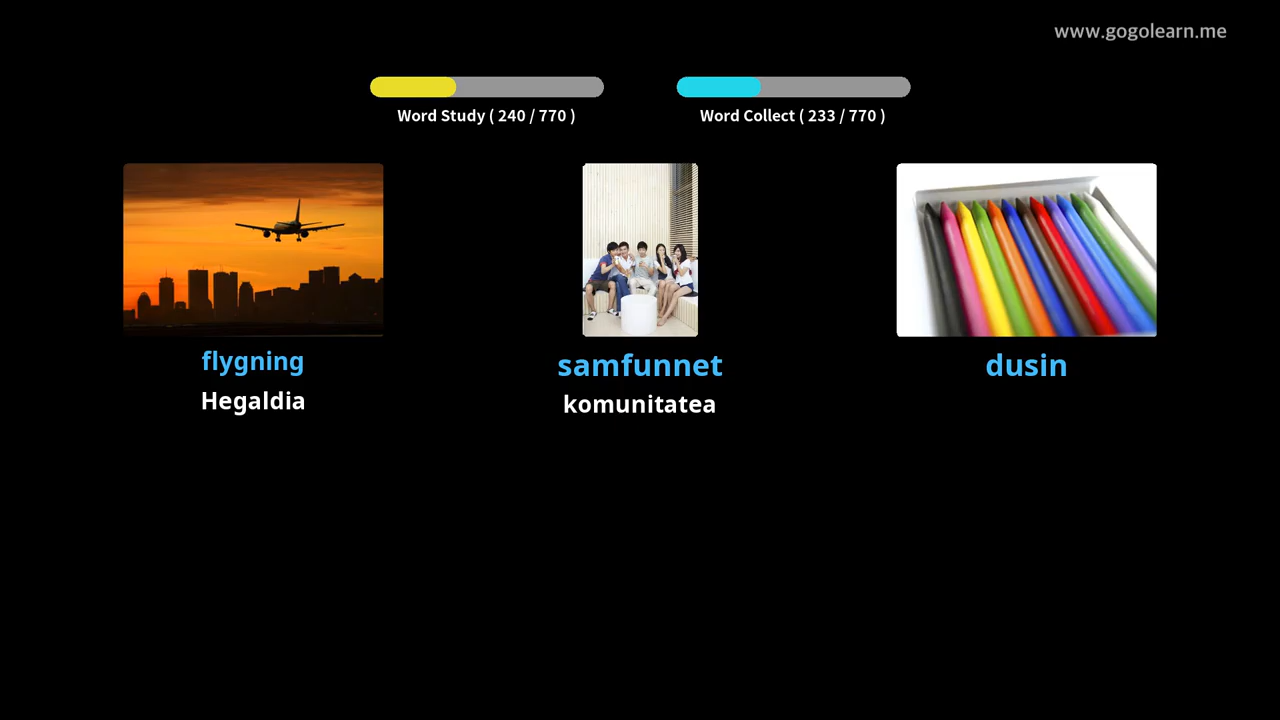 www.gogolearn.me
Word Study ( 240 / 770 )
Word Collect ( 233 / 770 )
flygning
Hegaldia
samfunnet
komunitatea
dusin